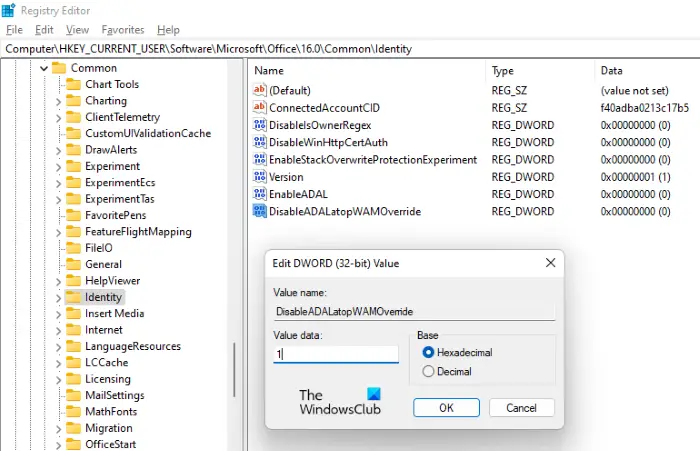 Registry Editor
File Edit View Favorites Help
Computer\HKEY_CURRENT_USER\Software\Microsoft\Office\16.0\Common\Identity
Common
Chart Tools
Charting
ClientTelemetry
CustomUIValidationCache
DrawAlerts
Experiment
ExperimentEcs
ExperimentTas
FavoritePens
FeatureFlightMapping
FileIO
General
HelpViewer
Identity
Insert Media
Internet
LanguageResources
LCCache
Licensing
MailSettings
MathFonts
OfficeStart
Name Type Data
(Default) REG_SZ (value not set)
ConnectedAccountCID REG_SZ f40adba0213c17b5
DisableIsOwnerRegex REG_DWORD 0x00000000 (0)
DisableWinHttpCertAuth REG_DWORD 0x00000000 (0)
EnableStackOverwriteProtectionExperiment REG_DWORD 0x00000000 (0)
Version REG_DWORD 0x00000001 (1)
EnableADAL REG_DWORD 0x00000000 (0)
DisableADALatopWAMOverride REG_DWORD 0x00000000 (0)
Edit DWORD (32-bit) Value
Value name:
DisableADALatopWAMOverride
Value data:
1
Base
Hexadecimal
Decimal
The
WindowsClub
OK Cancel